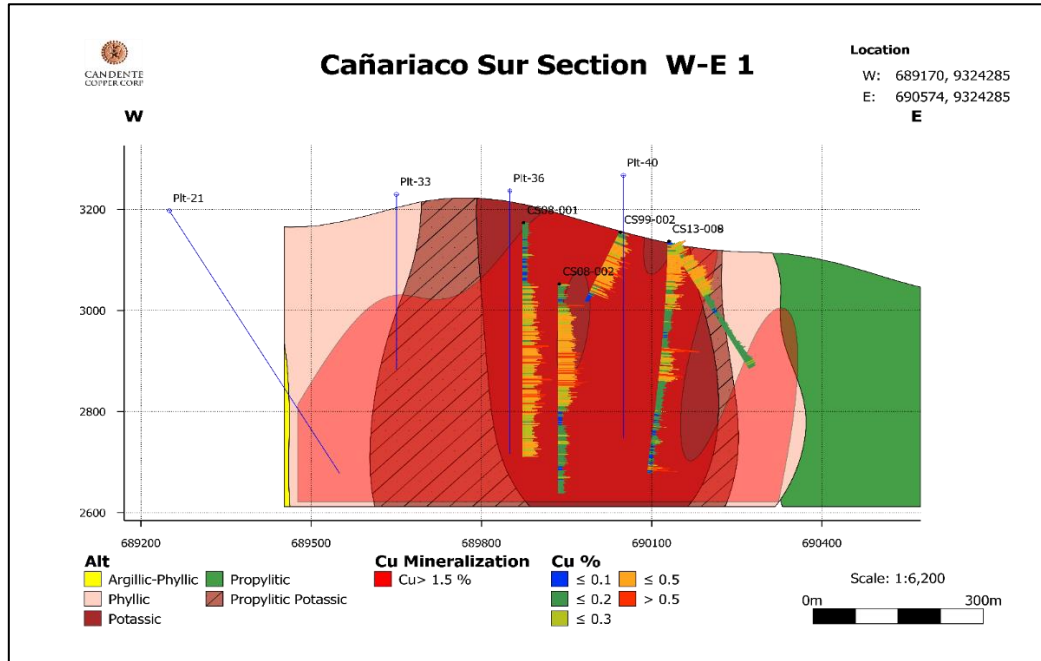 CANDENTE
COPPER CORP
Cañariaco Sur Section W-E 1
Location
W: 689170, 9324285
E: 690574, 9324285
W
E
Plt-21
Plt-33
Plt-36
Plt-40
CS08-001
CS99-002
CS13-008
CS08-002
3200
3000
2800
2600
689200
689500
689800
690100
690400
Alt
Argillic-Phyllic
Phyllic
Potassic
Propylitic
Propylitic Potassic
Cu Mineralization
Cu> 1.5 %
Cu %
≤ 0.1
≤ 0.2
≤ 0.3
≤ 0.5
> 0.5
Scale: 1:6,200
0m
300m